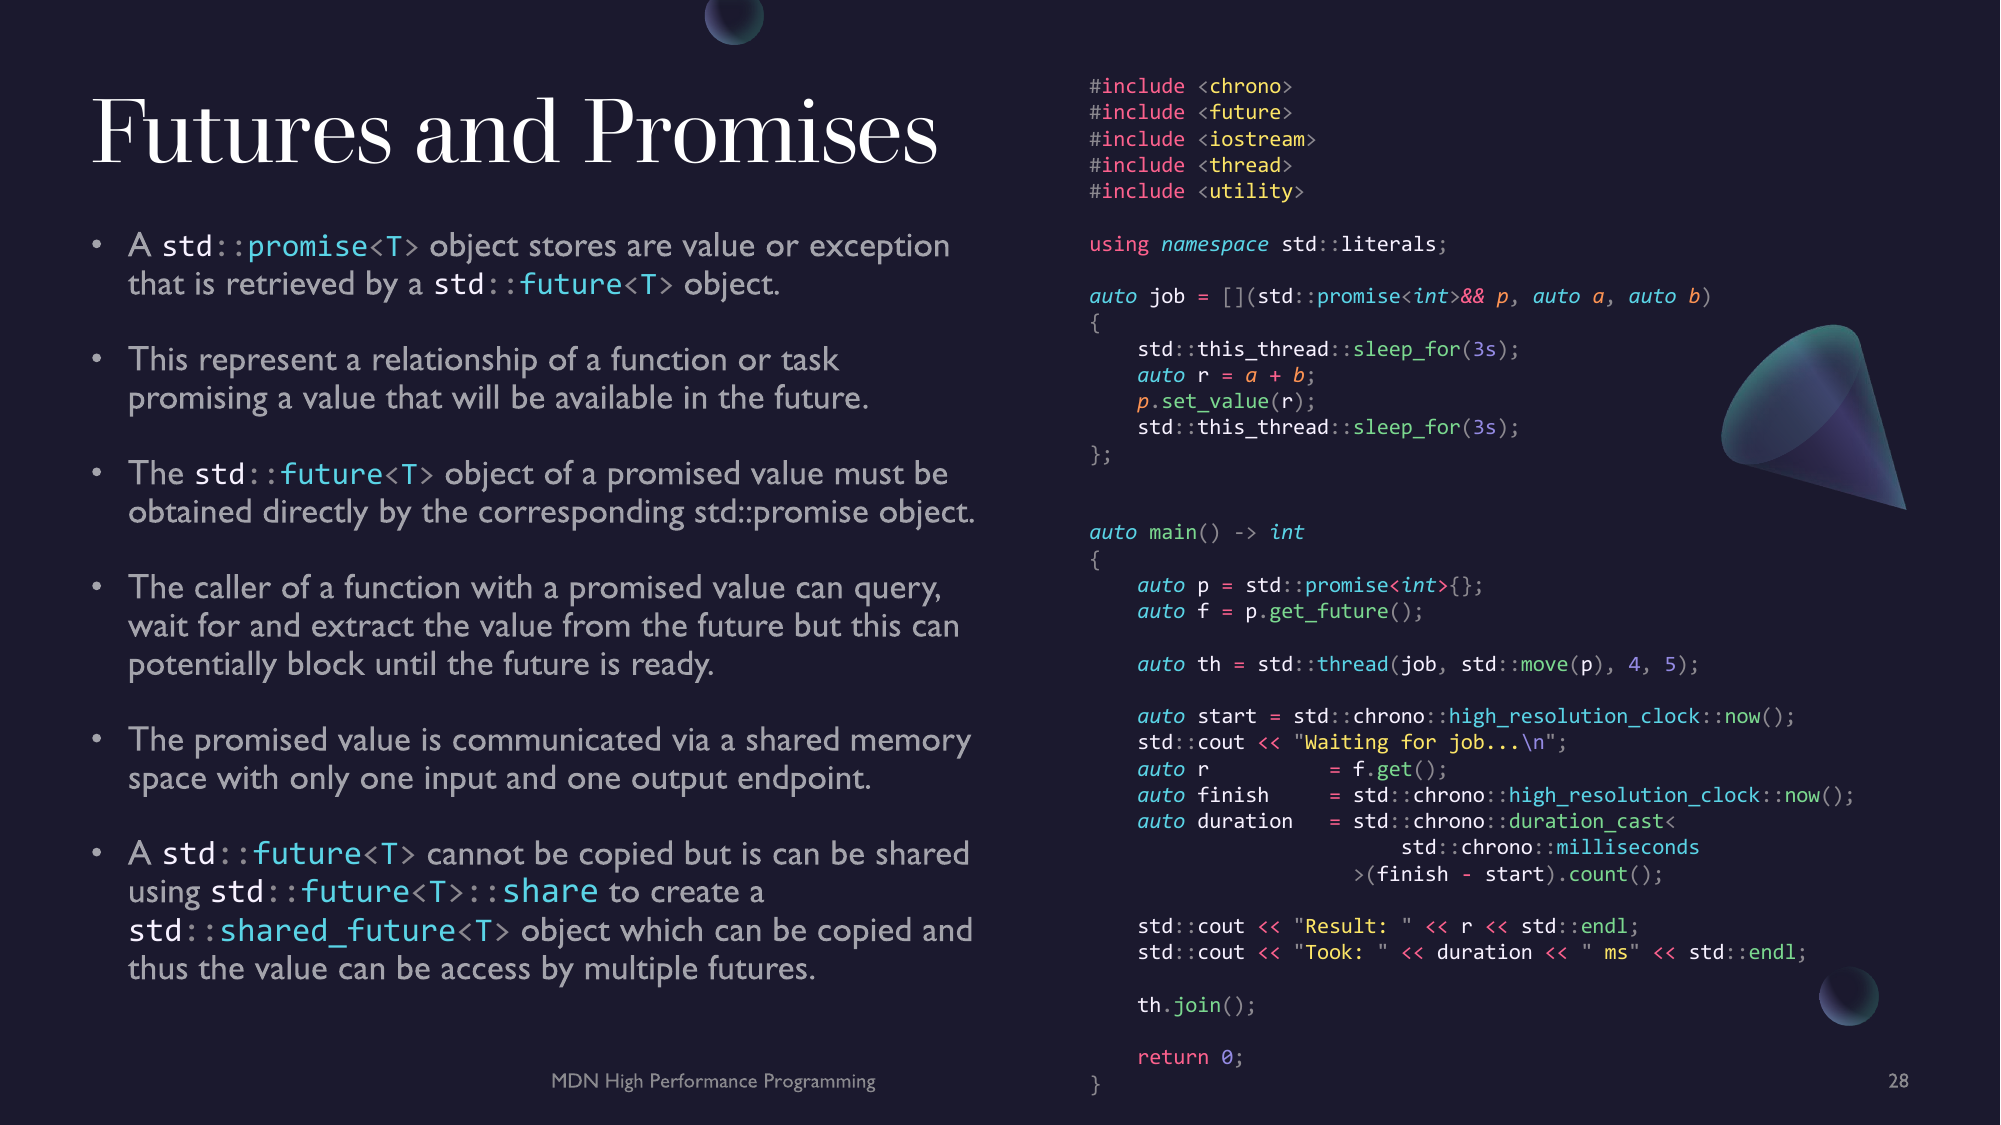 Futures and Promises
• A std::promise<T> object stores are value or exception
that is retrieved by a std::future<T> object.
• This represent a relationship of a function or task
promising a value that will be available in the future.
• The std::future<T> object of a promised value must be
obtained directly by the corresponding std::promise object.
• The caller of a function with a promised value can query,
wait for and extract the value from the future but this can
potentially block until the future is ready.
• The promised value is communicated via a shared memory
space with only one input and one output endpoint.
• A std::future<T> cannot be copied but is can be shared
using std::future<T>::share to create a
std::shared_future<T> object which can be copied and
thus the value can be access by multiple futures.
#include <chrono>
#include <future>
#include <iostream>
#include <thread>
#include <utility>
using namespace std::literals;
auto job = [](std::promise<int>&& p, auto a, auto b)
{
    std::this_thread::sleep_for(3s);
    auto r = a + b;
    p.set_value(r);
    std::this_thread::sleep_for(3s);
};
auto main() -> int
{
    auto p = std::promise<int>{};
    auto f = p.get_future();
    auto th = std::thread(job, std::move(p), 4, 5);
    auto start = std::chrono::high_resolution_clock::now();
    std::cout << "Waiting for job...\n";
    auto r          = f.get();
    auto finish     = std::chrono::high_resolution_clock::now();
    auto duration   = std::chrono::duration_cast<
                          std::chrono::milliseconds
                      >(finish - start).count();
    std::cout << "Result: " << r << std::endl;
    std::cout << "Took: " << duration << " ms" << std::endl;
    th.join();
    return 0;
}
MDN High Performance Programming
28